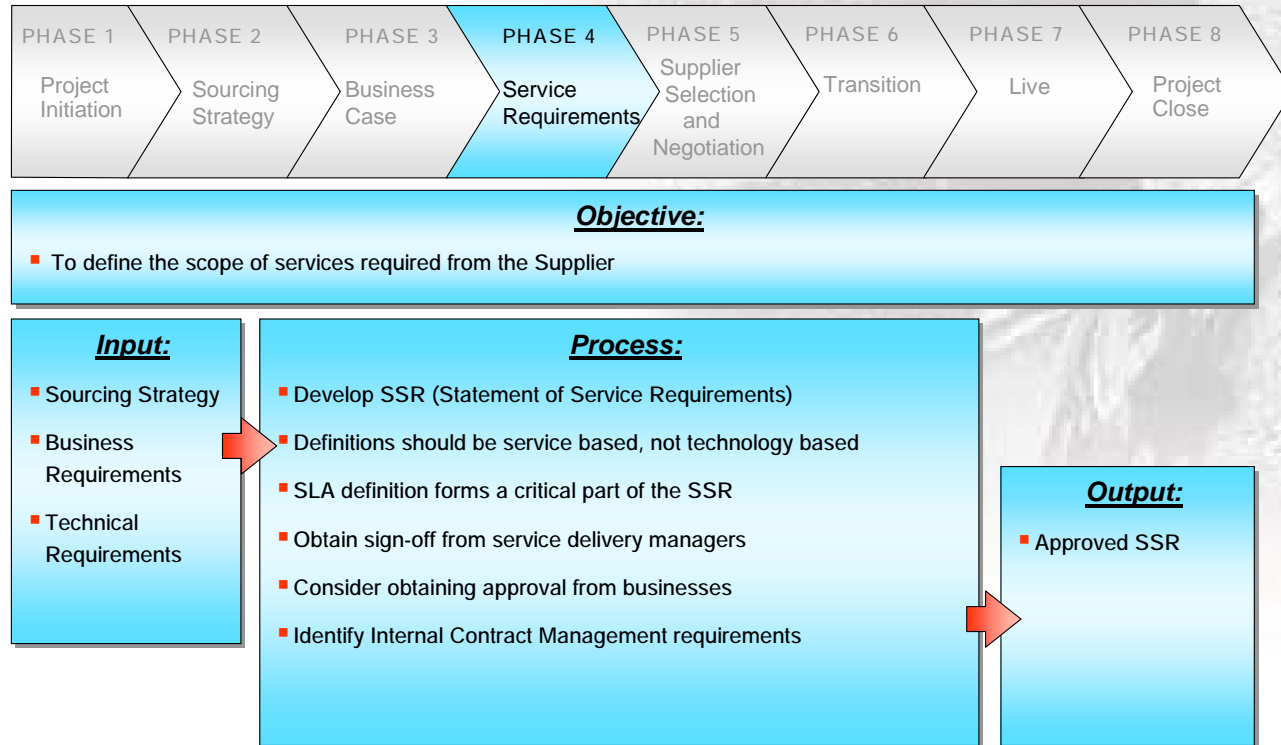 PHASE 1
Project
Initiation
PHASE 2
Sourcing
Strategy
PHASE 3
Business
Case
PHASE 4
Service
Requirements
PHASE 5
Supplier
Selection
and
Negotiation
PHASE 6
Transition
PHASE 7
Live
PHASE 8
Project
Close
Objective:
▪ To define the scope of services required from the Supplier
Input:
▪ Sourcing Strategy
▪ Business
Requirements
▪ Technical
Requirements
Process:
▪ Develop SSR (Statement of Service Requirements)
▪ Definitions should be service based, not technology based
▪ SLA definition forms a critical part of the SSR
▪ Obtain sign-off from service delivery managers
▪ Consider obtaining approval from businesses
▪ Identify Internal Contract Management requirements
Output:
▪ Approved SSR